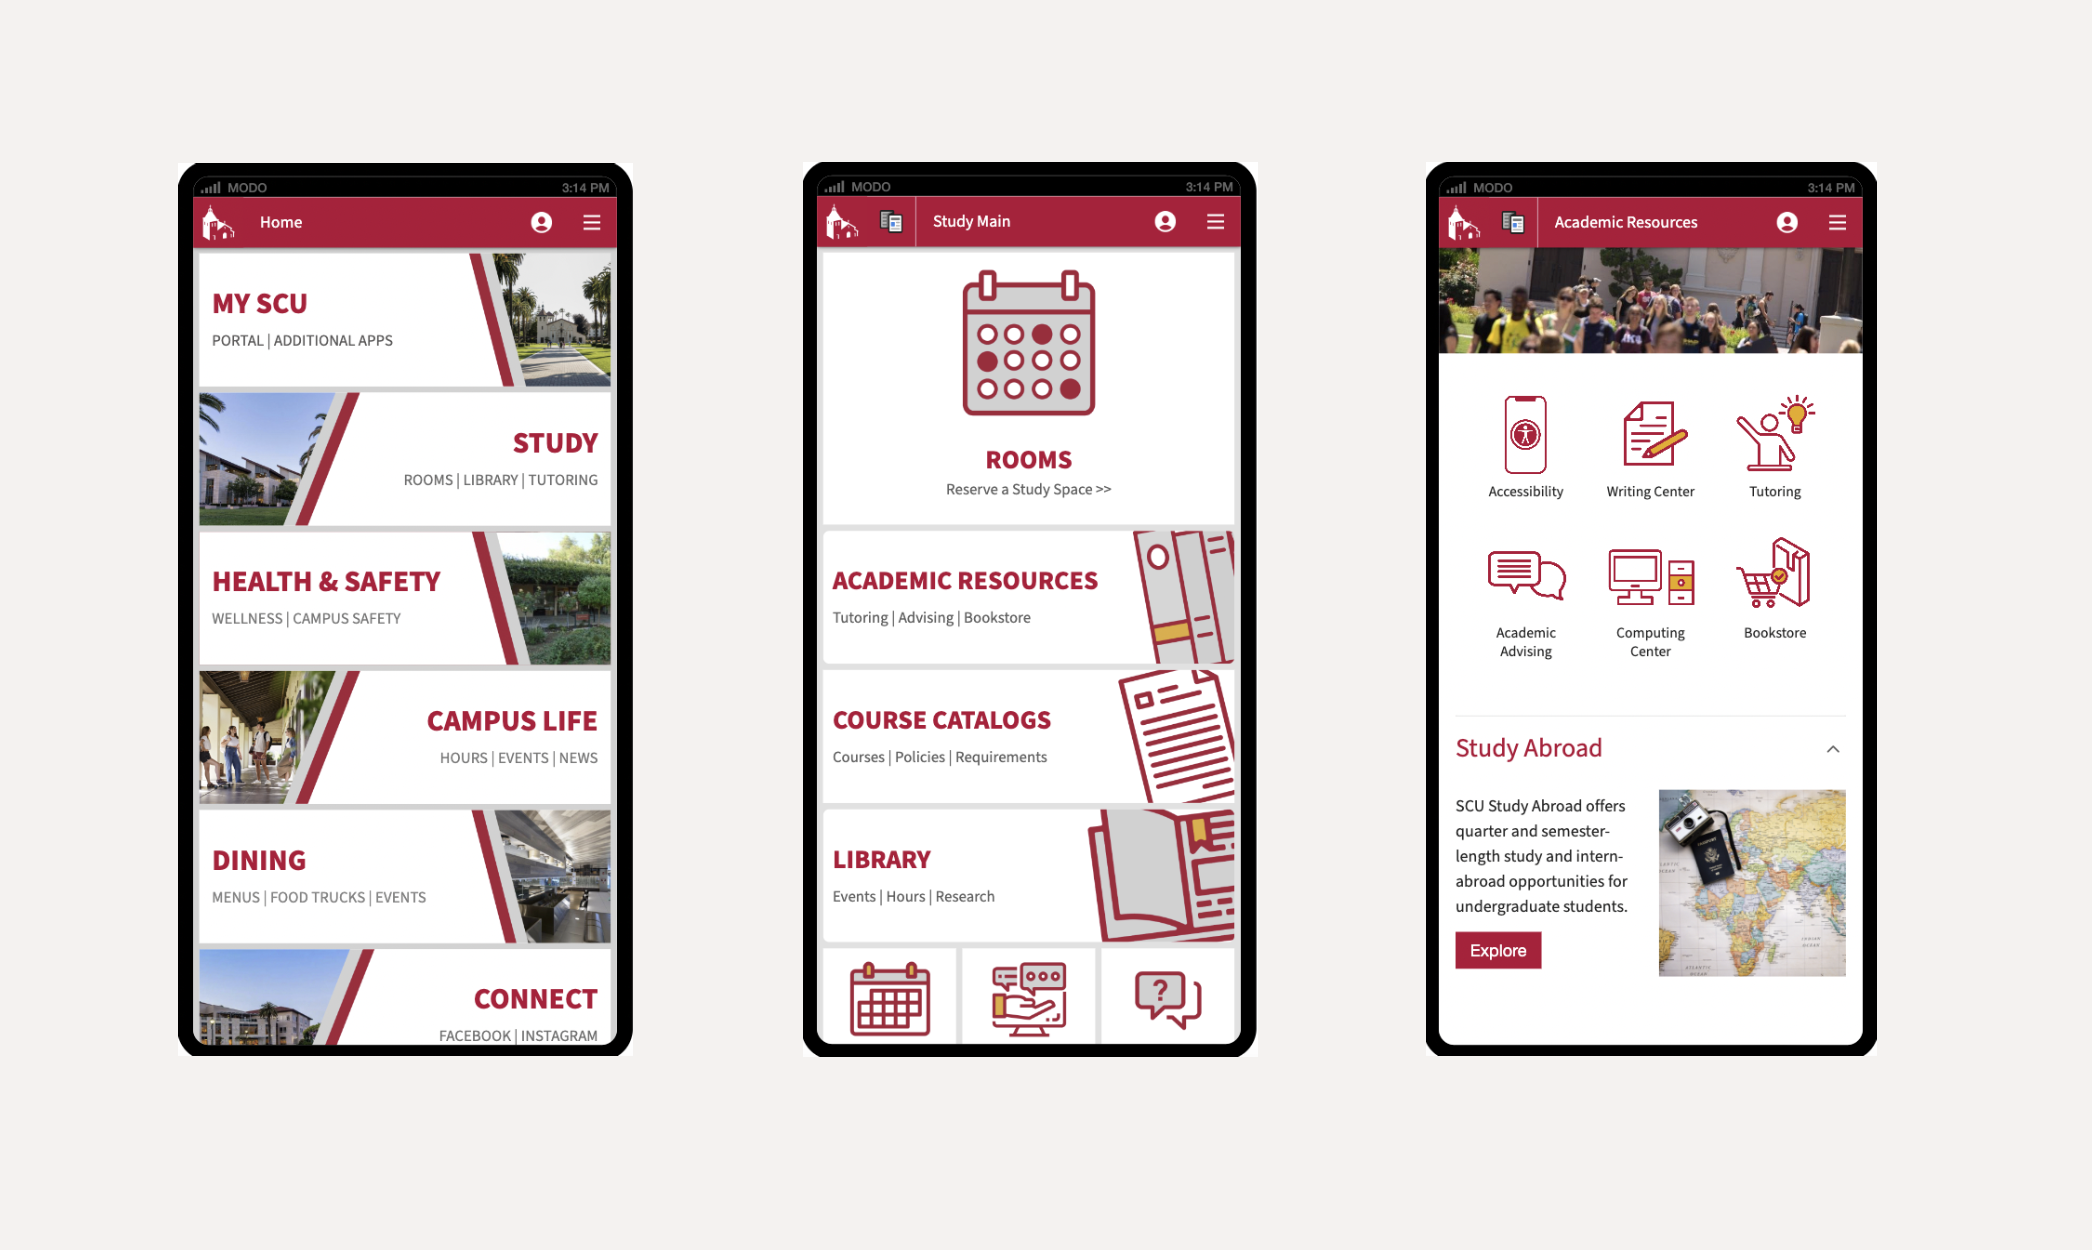 MODO 3:14 PM
Home
MY SCU
PORTAL | ADDITIONAL APPS
STUDY
ROOMS | LIBRARY | TUTORING
HEALTH & SAFETY
WELLNESS | CAMPUS SAFETY
CAMPUS LIFE
HOURS | EVENTS | NEWS
DINING
MENUS | FOOD TRUCKS | EVENTS
CONNECT
FACEBOOK | INSTAGRAM
MODO 3:14 PM
Study Main
ROOMS
Reserve a Study Space >>
ACADEMIC RESOURCES
Tutoring | Advising | Bookstore
COURSE CATALOGS
Courses | Policies | Requirements
LIBRARY
Events | Hours | Research
?
MODO 3:14 PM
Academic Resources
Accessibility
Writing Center
Tutoring
Academic
Advising
Computing
Center
Bookstore
Study Abroad
SCU Study Abroad offers
quarter and semester-
length study and intern-
abroad opportunities for
undergraduate students.
Explore
PASSPORT